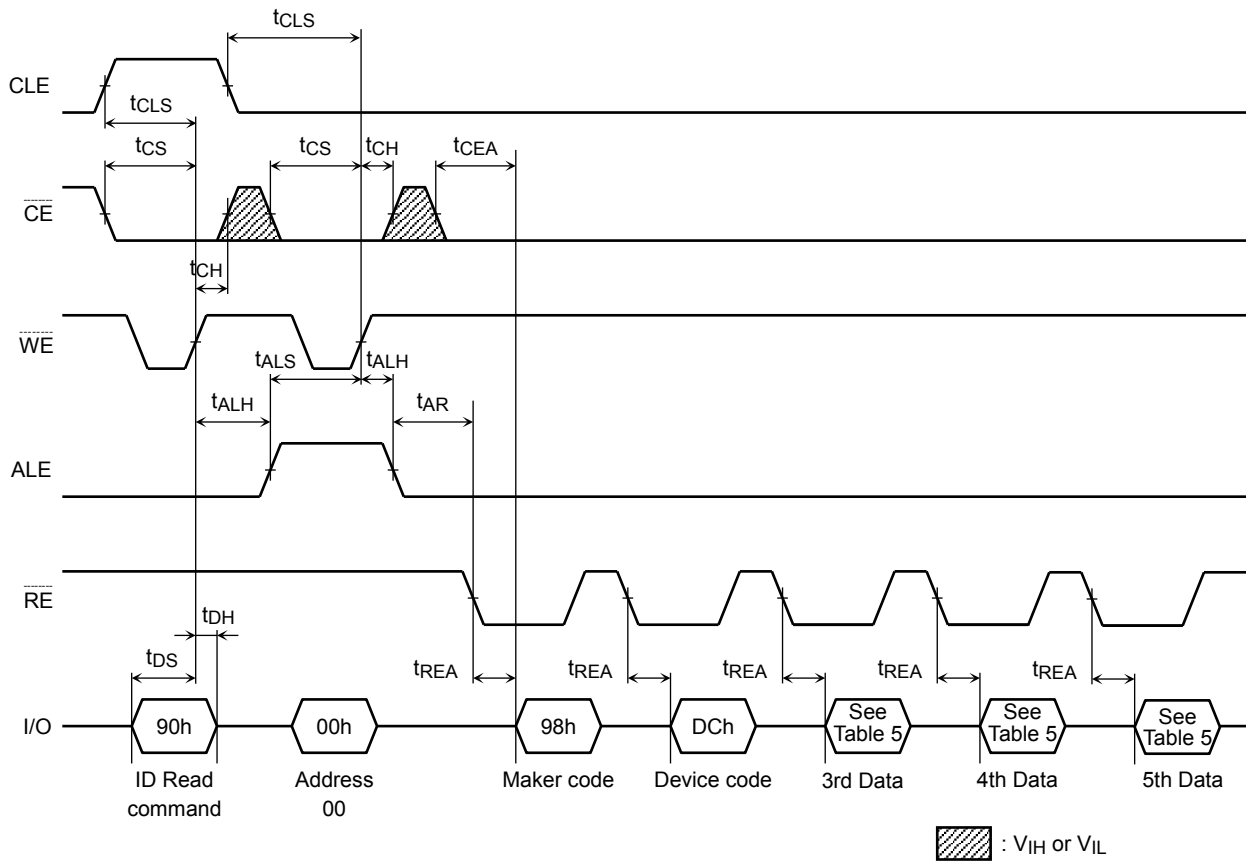 tCLS
CLE
tCLS
tCS tCS tCH tCEA
CE
tCH
WE
tALS tALH
tALH tAR
ALE
RE
tDH
tDS tREA tREA tREA tREA tREA
I/O 90h 00h 98h DCh See Table 5 See Table 5 See Table 5
ID Read command Address 00 Maker code Device code 3rd Data 4th Data 5th Data
: VIH or VIL